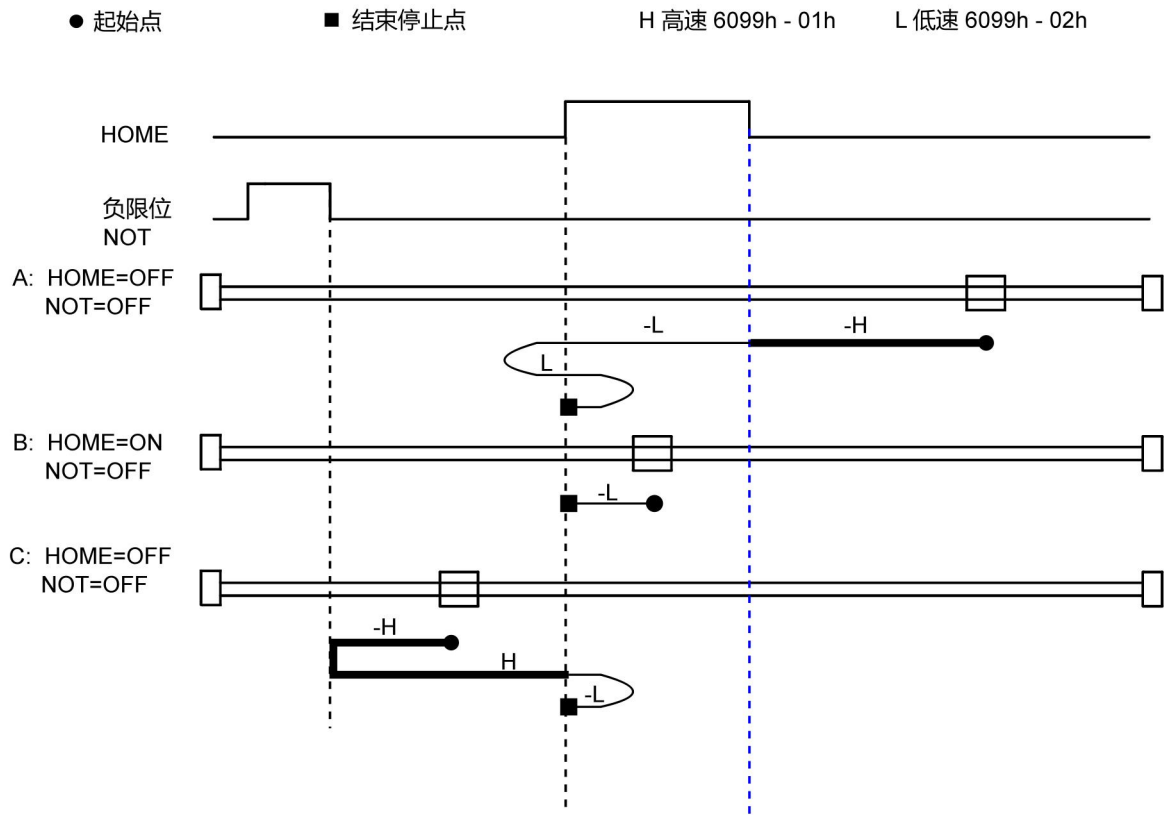 ● 起始点 ■ 结束停止点 H 高速 6099h - 01h L 低速 6099h - 02h
HOME
负限位
NOT
A: HOME=OFF
NOT=OFF
-L -H
L
B: HOME=ON
NOT=OFF
-L
C: HOME=OFF
NOT=OFF
-H
H
-L